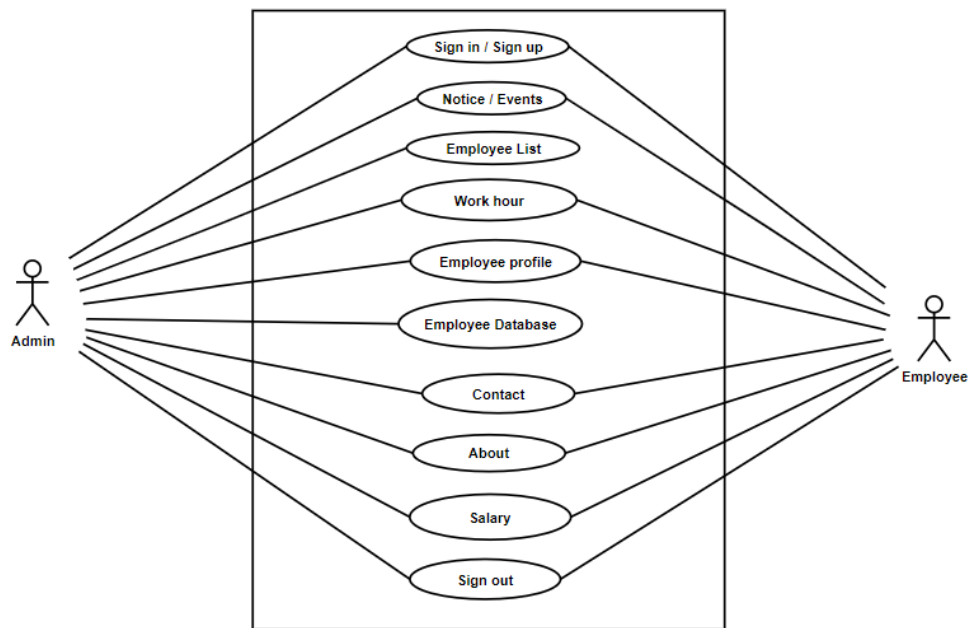 Sign in / Sign up
Notice / Events
Employee List
Work hour
Employee profile
Employee Database
Admin
Employee
Contact
About
Salary
Sign out